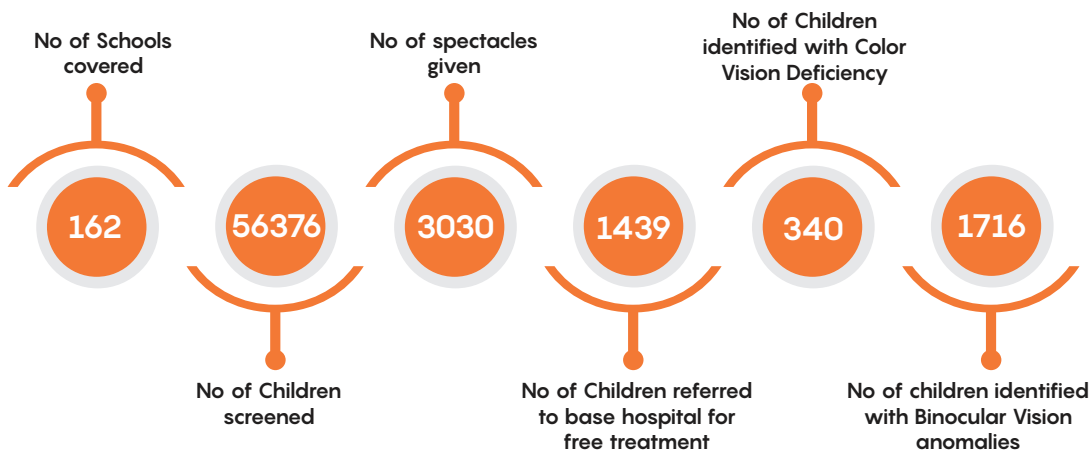 No of Schools
covered
162
56376
No of Children
screened
No of spectacles
given
3030
1439
No of Children referred
to base hospital for
free treatment
No of Children
identified with Color
Vision Deficiency
340
1716
No of children identified
with Binocular Vision
anomalies